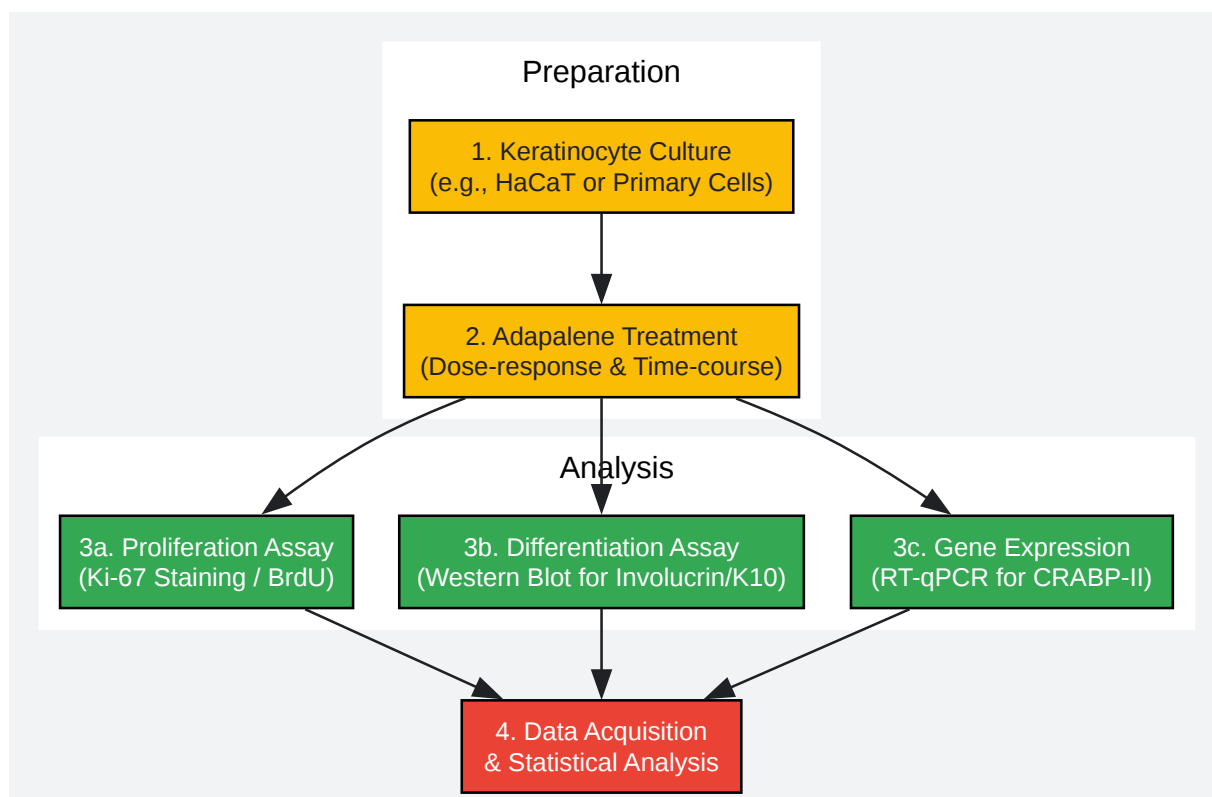 Preparation
1. Keratinocyte Culture
(e.g., HaCaT or Primary Cells)
2. Adapalene Treatment
(Dose-response & Time-course)
Analysis
3a. Proliferation Assay
(Ki-67 Staining / BrdU)
3b. Differentiation Assay
(Western Blot for Involucrin/K10)
3c. Gene Expression
(RT-qPCR for CRABP-II)
4. Data Acquisition
& Statistical Analysis